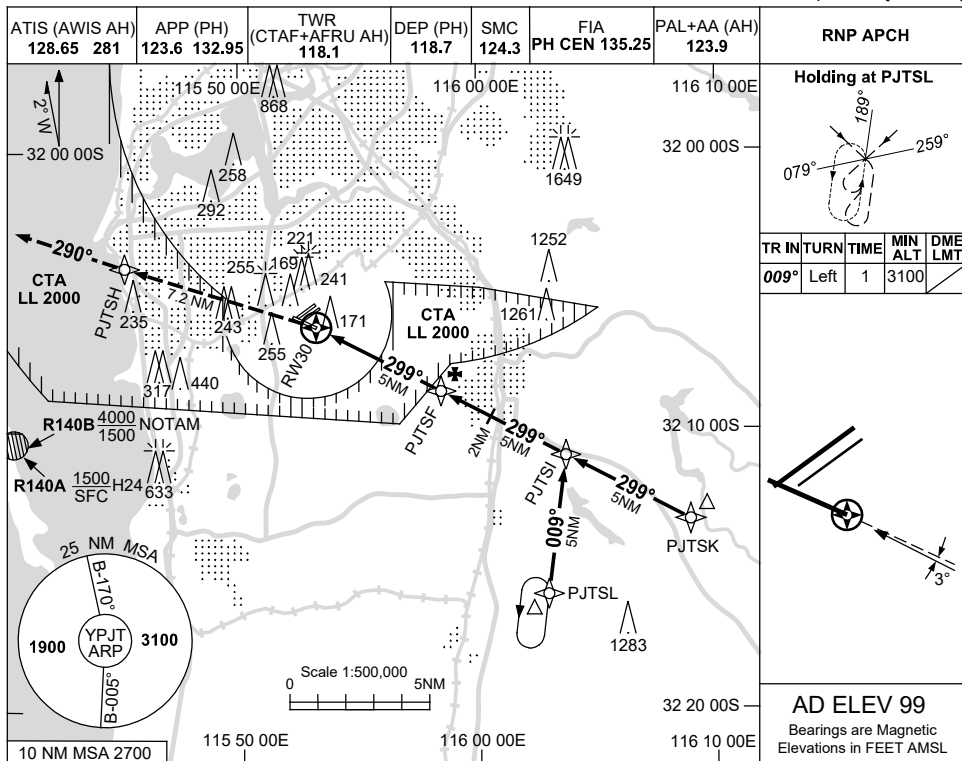 ATIS (AWIS AH)
128.65 281
APP (PH)
123.6 132.95
TWR
(CTAF+AFRU AH)
118.1
DEP (PH)
118.7
SMC
124.3
FIA
PH CEN 135.25
PAL+AA (AH)
123.9
RNP APCH
2° W
115 50 00E
116 00 00E
116 10 00E
32 00 00S
32 00 00S
868
258
292
1649
221
255
169
241
1252
1261
290°
CTA
LL 2000
7.2 NM
PJTSH
235
243
255
171
RW30
CTA
LL 2000
299°
5NM
PJTSF
317
440
R140B 4000
1500 NOTAM
R140A 1500
SFC H24
633
32 10 00S
2NM
299°
5NM
PJTSI
299°
5NM
PJTSK
009°
5NM
PJTSL
1283
25 NM MSA
B-170°
1900
YPJT
ARP
3100
B-005°
Scale 1:500,000
0
5NM
32 20 00S
10 NM MSA 2700
115 50 00E
116 00 00E
116 10 00E
Holding at PJTSL
189°
079°
259°
TR IN TURN TIME MIN ALT DME LMT
009° Left 1 3100
3°
AD ELEV 99
Bearings are Magnetic
Elevations in FEET AMSL